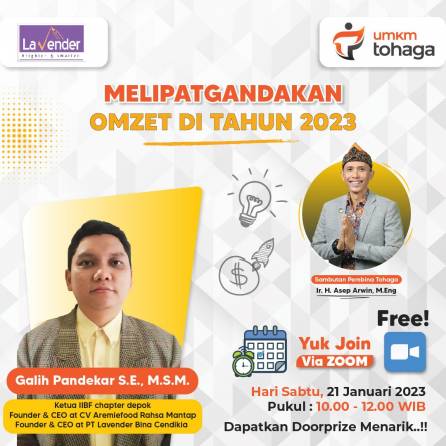 Lavender
Brighter & Smarter
umkm
tohaga
MELIPATGANDAKAN
OMZET DI TAHUN 2023
Sambutan Pembina Tohaga
Ir. H. Asep Arwin, M.Eng
Free!
Yuk Join
Via ZOOM
Galih Pandekar S.E., M.S.M.
Ketua IIBF chapter depok
Founder & CEO at CV Aremiefood Rahsa Mantap
Founder & CEO at PT Lavender Bina Cendikia
Hari Sabtu, 21 Januari 2023
Pukul : 10.00 - 12.00 WIB
Dapatkan Doorprize Menarik..!!